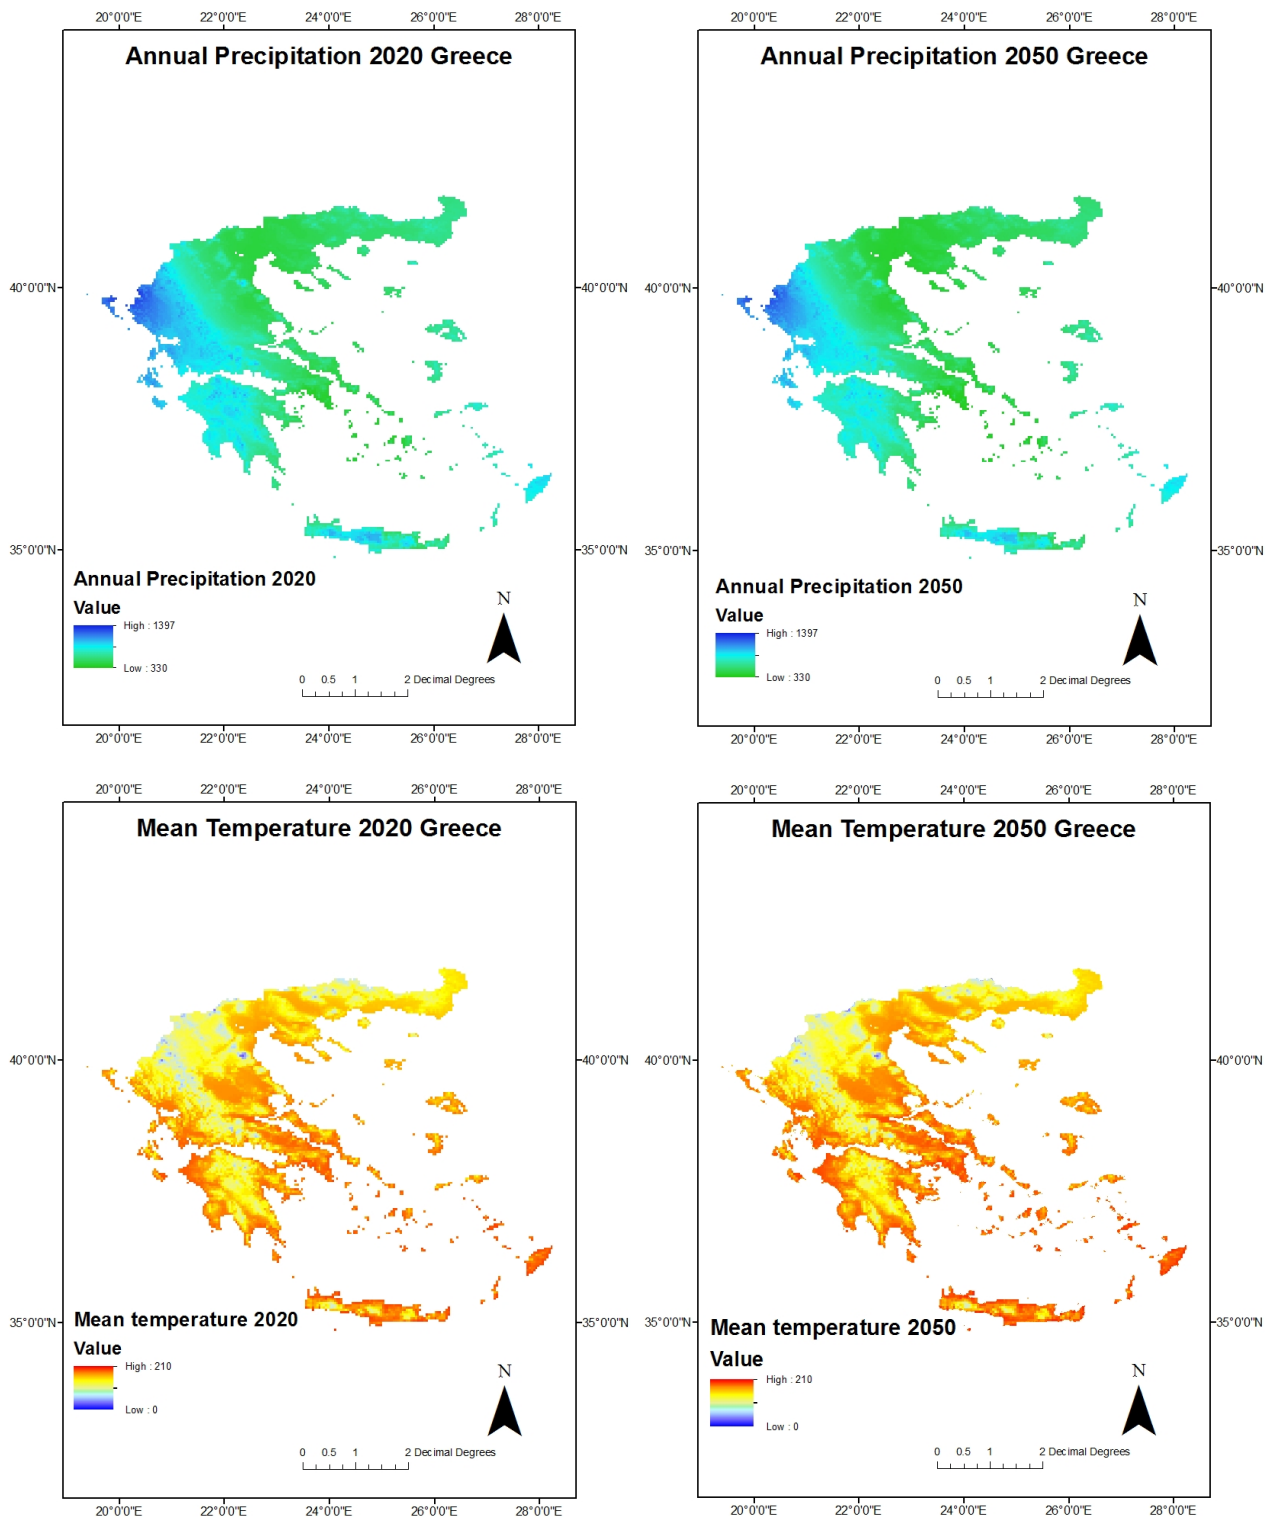 20°0'0"E 22°0'0"E 24°0'0"E 26°0'0"E 28°0'0"E
Annual Precipitation 2020 Greece
40°0'0"N 40°0'0"N
35°0'0"N 35°0'0"N
Annual Precipitation 2020
Value
High : 1397
Low : 330
N
0 0.5 1 2 Decimal Degrees
20°0'0"E 22°0'0"E 24°0'0"E 26°0'0"E 28°0'0"E
20°0'0"E 22°0'0"E 24°0'0"E 26°0'0"E 28°0'0"E
Annual Precipitation 2050 Greece
40°0'0"N 40°0'0"N
35°0'0"N 35°0'0"N
Annual Precipitation 2050
Value
High : 1397
Low : 330
N
0 0.5 1 2 Decimal Degrees
20°0'0"E 22°0'0"E 24°0'0"E 26°0'0"E 28°0'0"E
20°0'0"E 22°0'0"E 24°0'0"E 26°0'0"E 28°0'0"E
Mean Temperature 2020 Greece
40°0'0"N 40°0'0"N
35°0'0"N 35°0'0"N
Mean temperature 2020
Value
High : 210
Low : 0
N
0 0.5 1 2 Decimal Degrees
20°0'0"E 22°0'0"E 24°0'0"E 26°0'0"E 28°0'0"E
20°0'0"E 22°0'0"E 24°0'0"E 26°0'0"E 28°0'0"E
Mean Temperature 2050 Greece
40°0'0"N 40°0'0"N
35°0'0"N 35°0'0"N
Mean temperature 2050
Value
High : 210
Low : 0
N
0 0.5 1 2 Decimal Degrees
20°0'0"E 22°0'0"E 24°0'0"E 26°0'0"E 28°0'0"E